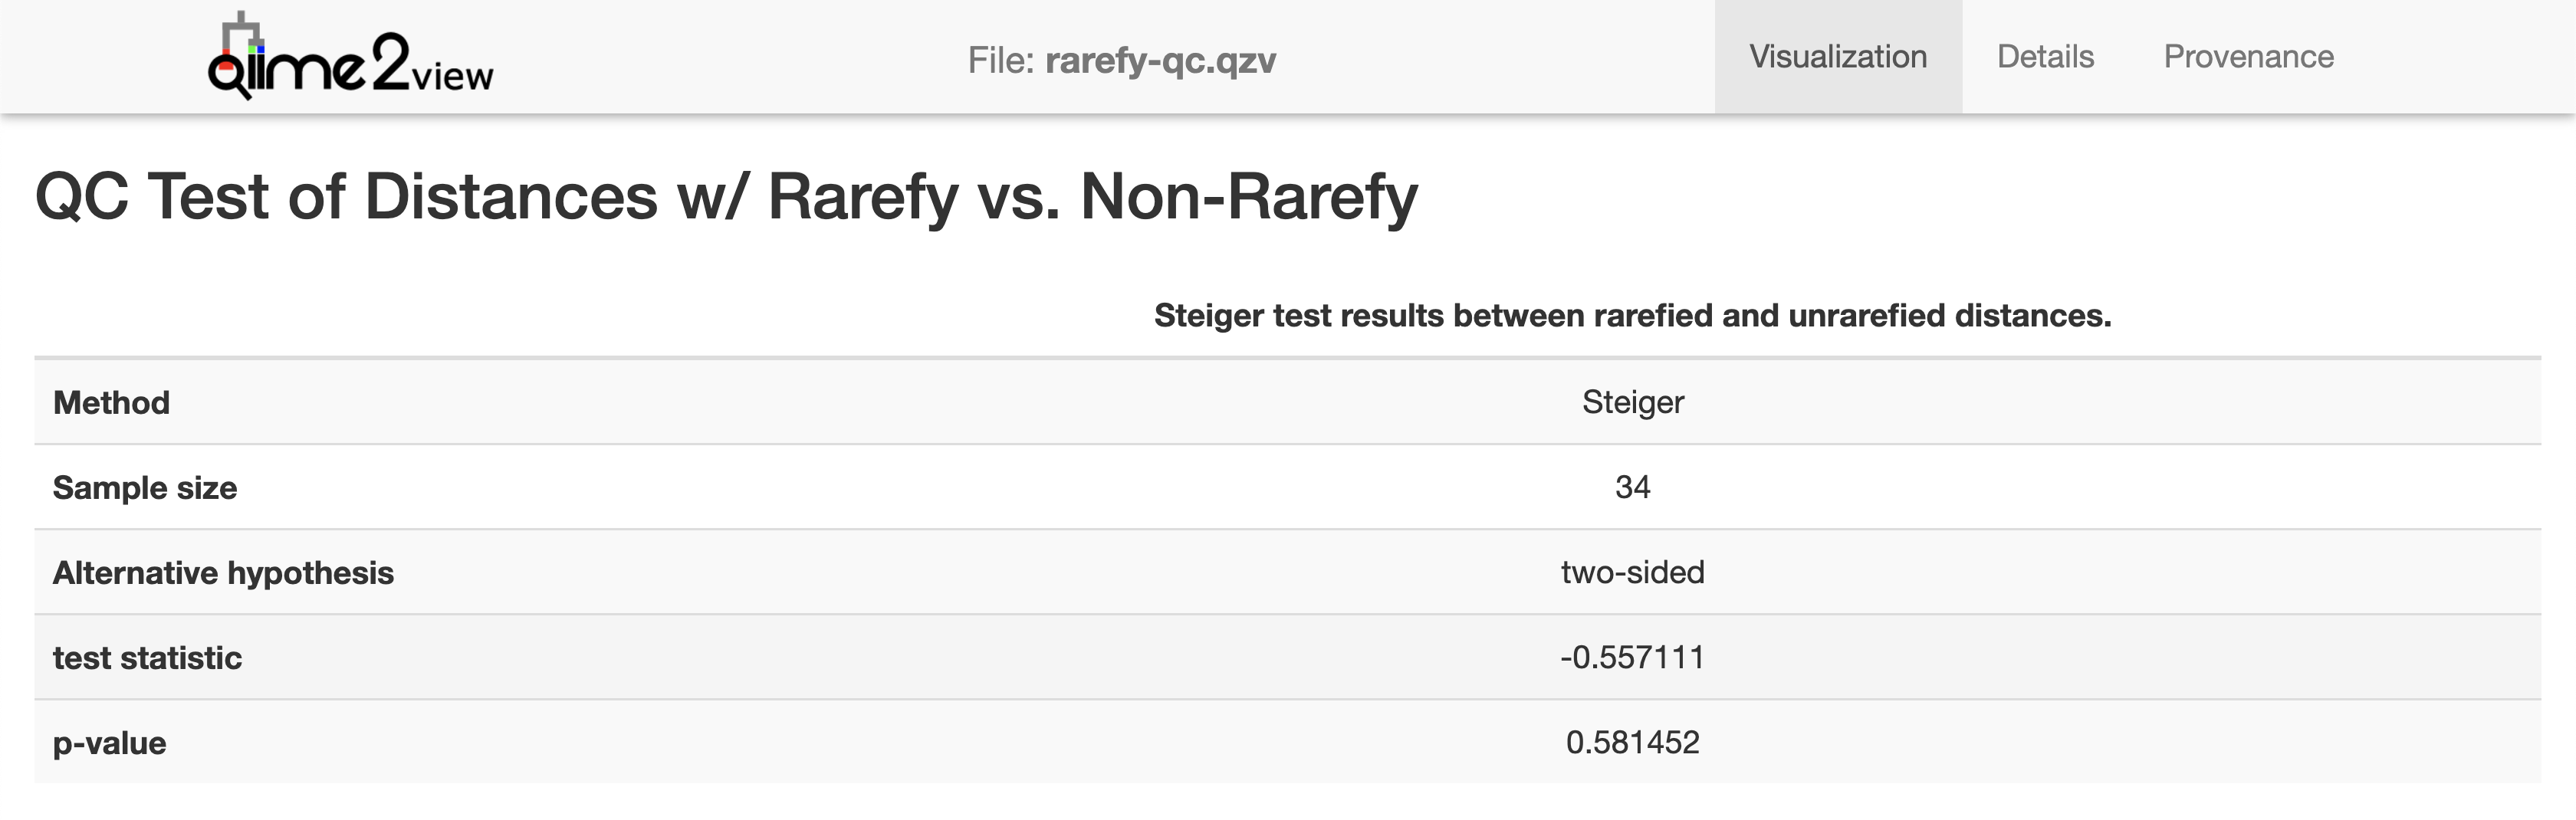 qiime2view
File: rarefy-qc.qzv
Visualization
Details
Provenance
QC Test of Distances w/ Rarefy vs. Non-Rarefy
Steiger test results between rarefied and unrarefied distances.
Method Steiger
Sample size 34
Alternative hypothesis two-sided
test statistic -0.557111
p-value 0.581452